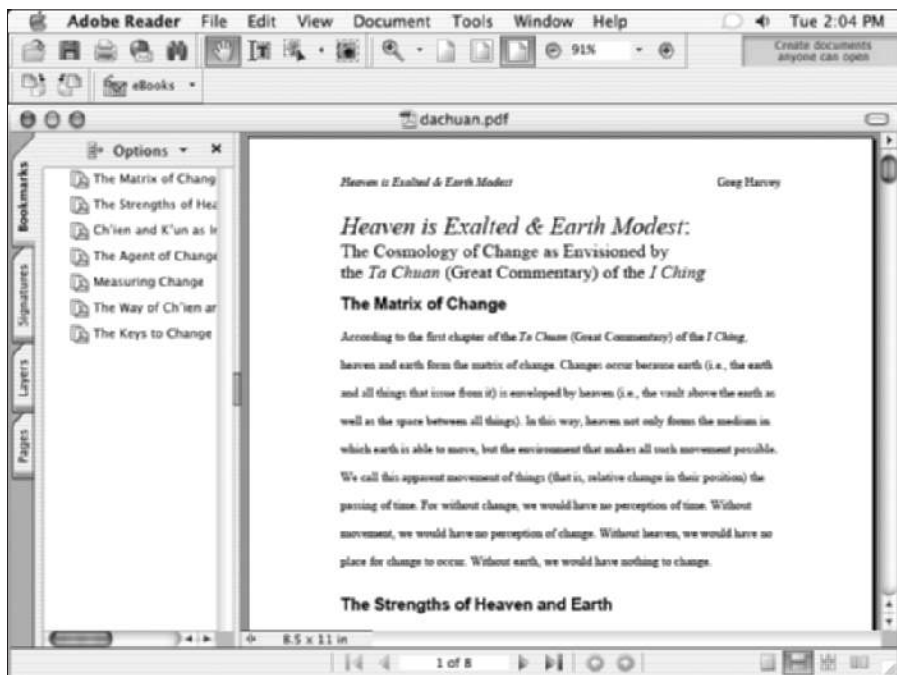 Adobe Reader File Edit View Document Tools Window Help Tue 2:04 PM
91% Create documents
anyone can open
eBooks
dachuan.pdf
Options
Bookmarks
Signatures
Layers
Pages
The Matrix of Chang
The Strengths of Hea
Ch'ien and K'un as In
The Agent of Change
Measuring Change
The Way of Ch'ien ar
The Keys to Change
Heaven is Exalted & Earth Modest Greg Harvey
Heaven is Exalted & Earth Modest:
The Cosmology of Change as Envisioned by
the Ta Chuan (Great Commentary) of the I Ching
The Matrix of Change
According to the first chapter of the Ta Chuan (Great Commentary) of the I Ching,
heaven and earth form the matrix of change. Changes occur because earth (i.e., the earth
and all things that issue from it) is enveloped by heaven (i.e., the vault above the earth as
well as the space between all things). In this way, heaven not only forms the medium in
which earth is able to move, but the environment that makes all such movement possible.
We call this apparent movement of things (that is, relative change in their position) the
passing of time. For without change, we would have no perception of time. Without
movement, we would have no perception of change. Without heaven, we would have no
place for change to occur. Without earth, we would have nothing to change.
The Strengths of Heaven and Earth
8.5 x 11 in
1 of 8